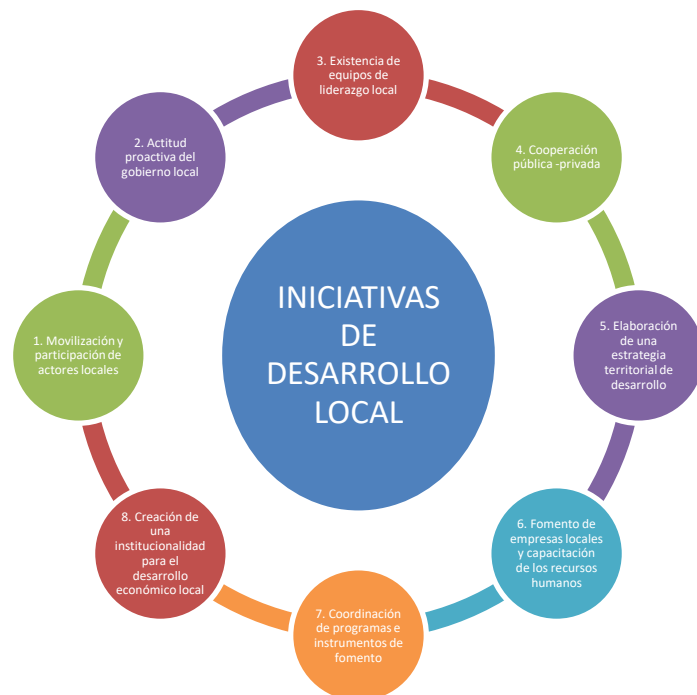 3. Existencia de
equipos de
liderazgo local
2. Actitud
proactiva del
gobierno local
4. Cooperación
pública -privada
INICIATIVAS
DE
DESARROLLO
LOCAL
1. Movilización y
participación de
actores locales
5. Elaboración
de una
estrategia
territorial de
desarrollo
8. Creación de
una
institucionalidad
para el
desarrollo
económico local
6. Fomento de
empresas locales
y capacitación
de los recursos
humanos
7. Coordinación
de programas e
instrumentos de
fomento